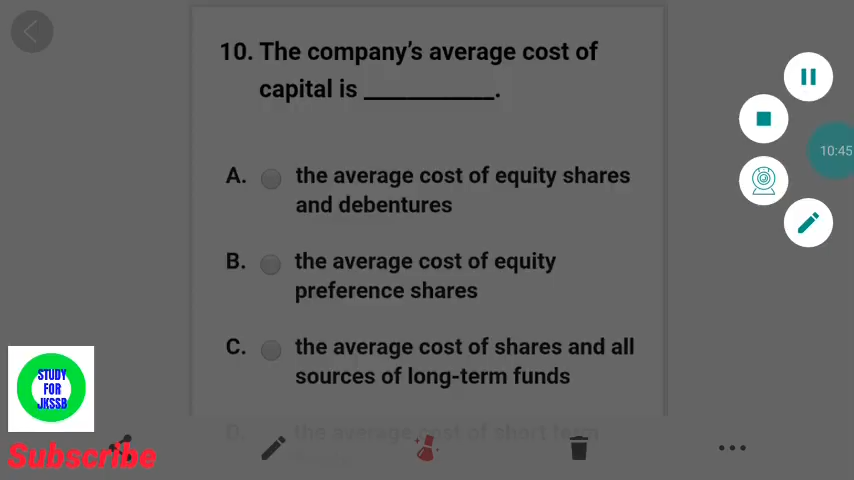 10. The company's average cost of
capital is ___________.
10:45
A. the average cost of equity shares
and debentures
B. the average cost of equity
preference shares
C. the average cost of shares and all
sources of long-term funds
D. the average cost of short term
STUDY
FOR
JKSSB
Subscribe